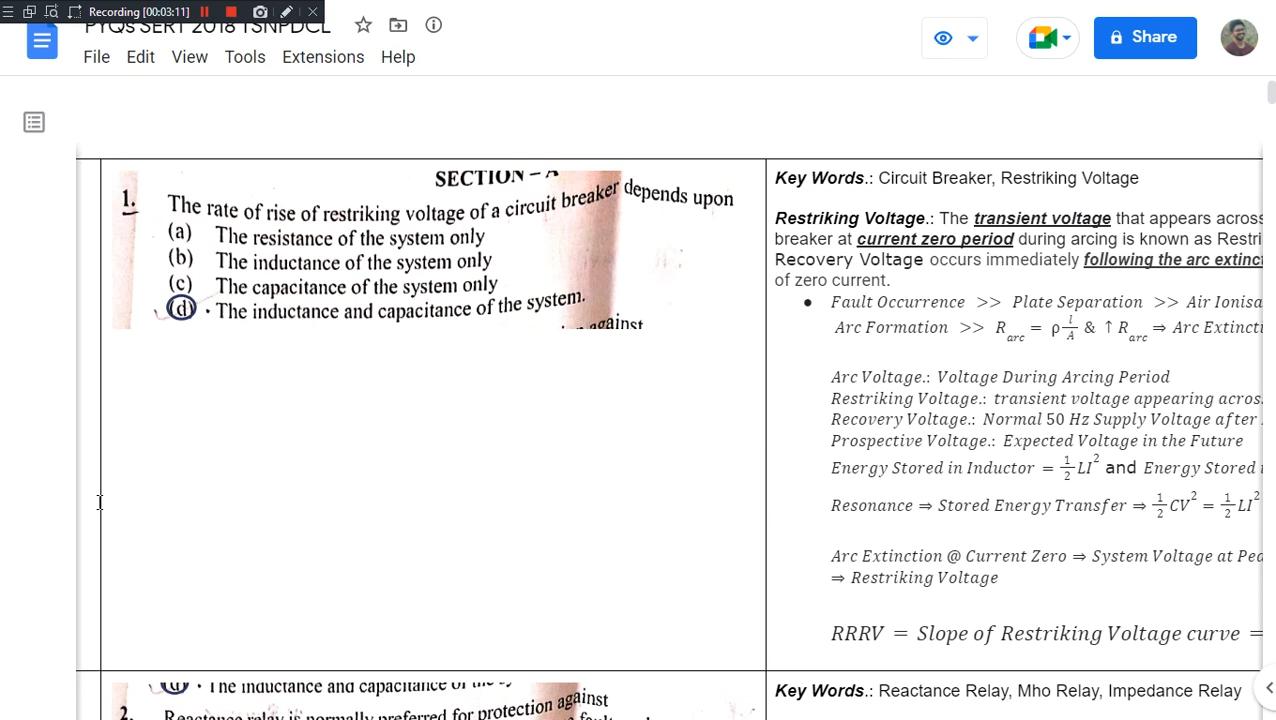 Recording [00:03:11]
PYQs SERT 2018 TSNPDCL
File Edit View Tools Extensions Help
Share
SECTION – A
1. The rate of rise of restriking voltage of a circuit breaker depends upon
(a) The resistance of the system only
(b) The inductance of the system only
(c) The capacitance of the system only
(d) · The inductance and capacitance of the system.
against
Key Words.: Circuit Breaker, Restriking Voltage
Restriking Voltage.: The transient voltage that appears across
breaker at current zero period during arcing is known as Restri
Recovery Voltage occurs immediately following the arc extinct
of zero current.
● Fault Occurrence >> Plate Separation >> Air Ionisa
Arc Formation >> R_arc = ρ l/A & ↑ R_arc ⇒ Arc Extincti
Arc Voltage.: Voltage During Arcing Period
Restriking Voltage.: transient voltage appearing acros
Recovery Voltage.: Normal 50 Hz Supply Voltage after
Prospective Voltage.: Expected Voltage in the Future
Energy Stored in Inductor = 1/2 LI² and Energy Stored i
Resonance ⇒ Stored Energy Transfer ⇒ 1/2 CV² = 1/2 LI²
Arc Extinction @ Current Zero ⇒ System Voltage at Pea
⇒ Restriking Voltage
RRRV = Slope of Restriking Voltage curve =
(d) · The inductance and capacitance of the sy
2. Reactance relay is normally preferred for protection against
Key Words.: Reactance Relay, Mho Relay, Impedance Relay